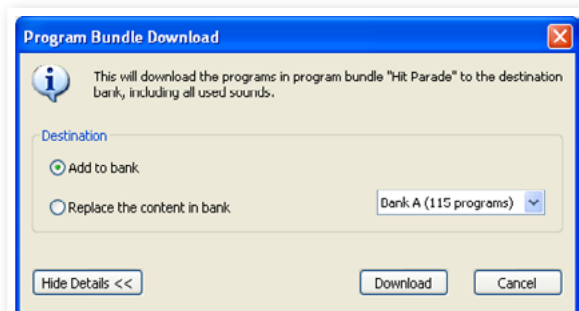 Program Bundle Download
This will download the programs in program bundle "Hit Parade" to the destination
bank, including all used sounds.
Destination
Add to bank
Replace the content in bank
Bank A (115 programs)
Hide Details <<
Download
Cancel